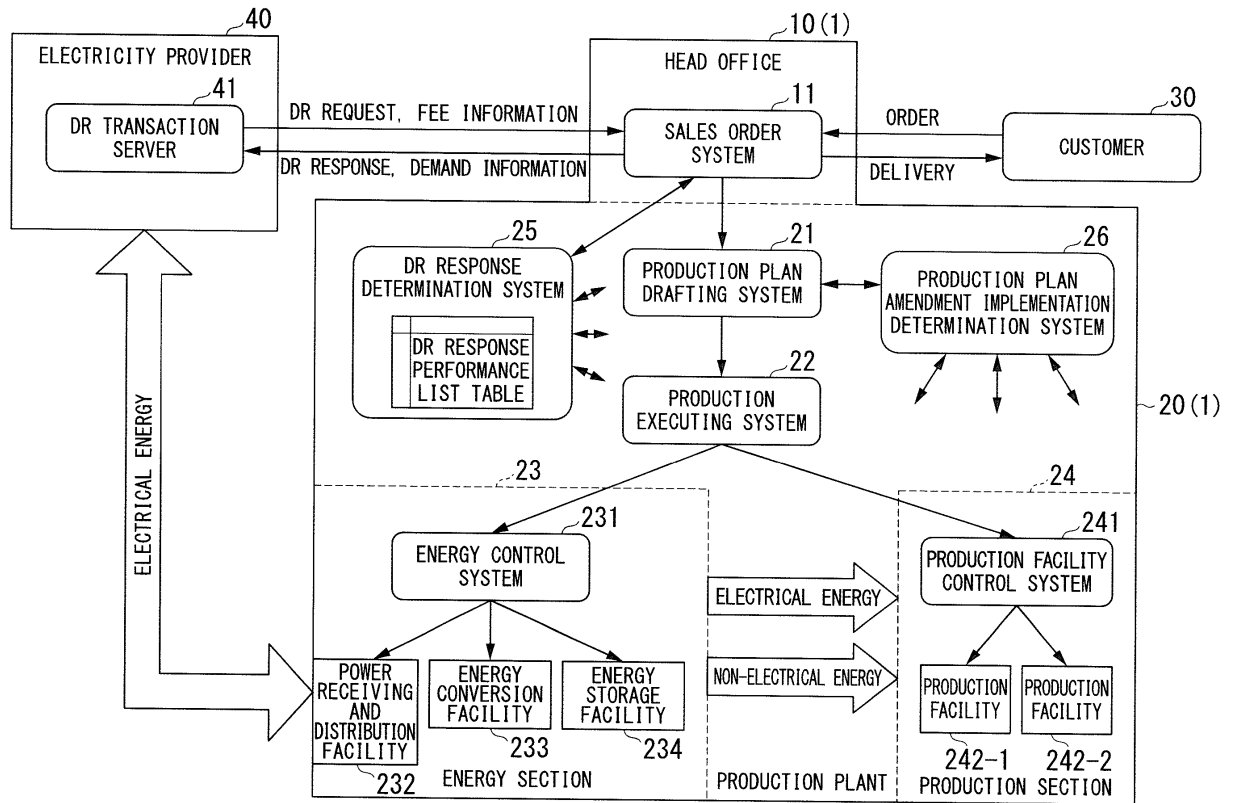 40
ELECTRICITY PROVIDER
41
DR TRANSACTION
SERVER
DR REQUEST, FEE INFORMATION
DR RESPONSE, DEMAND INFORMATION
10(1)
HEAD OFFICE
11
SALES ORDER
SYSTEM
ORDER
DELIVERY
30
CUSTOMER
25
DR RESPONSE
DETERMINATION SYSTEM
DR RESPONSE
PERFORMANCE
LIST TABLE
21
PRODUCTION PLAN
DRAFTING SYSTEM
26
PRODUCTION PLAN
AMENDMENT IMPLEMENTATION
DETERMINATION SYSTEM
22
PRODUCTION
EXECUTING SYSTEM
20(1)
ELECTRICAL ENERGY
23
24
231
ENERGY CONTROL
SYSTEM
241
PRODUCTION FACILITY
CONTROL SYSTEM
ELECTRICAL ENERGY
NON-ELECTRICAL ENERGY
POWER
RECEIVING
AND
DISTRIBUTION
FACILITY
232
ENERGY
CONVERSION
FACILITY
233
ENERGY
STORAGE
FACILITY
234
PRODUCTION
FACILITY
242-1
PRODUCTION
FACILITY
242-2
ENERGY SECTION
PRODUCTION PLANT
PRODUCTION SECTION